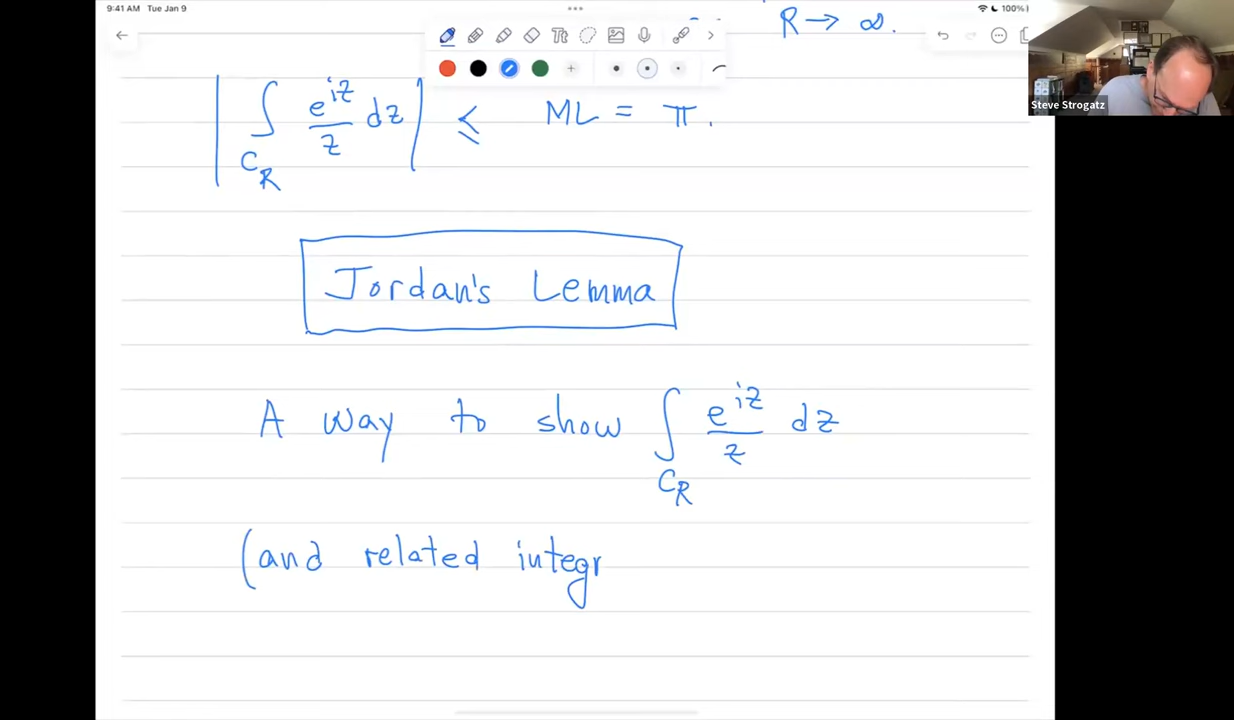 9:41 AM Tue Jan 9
100%
R → ∞.
Steve Strogatz
| ∫_{C_R} e^{iz}/z dz | ≤ ML = π.
Jordan's Lemma
A way to show ∫_{C_R} e^{iz}/z dz
(and related integr